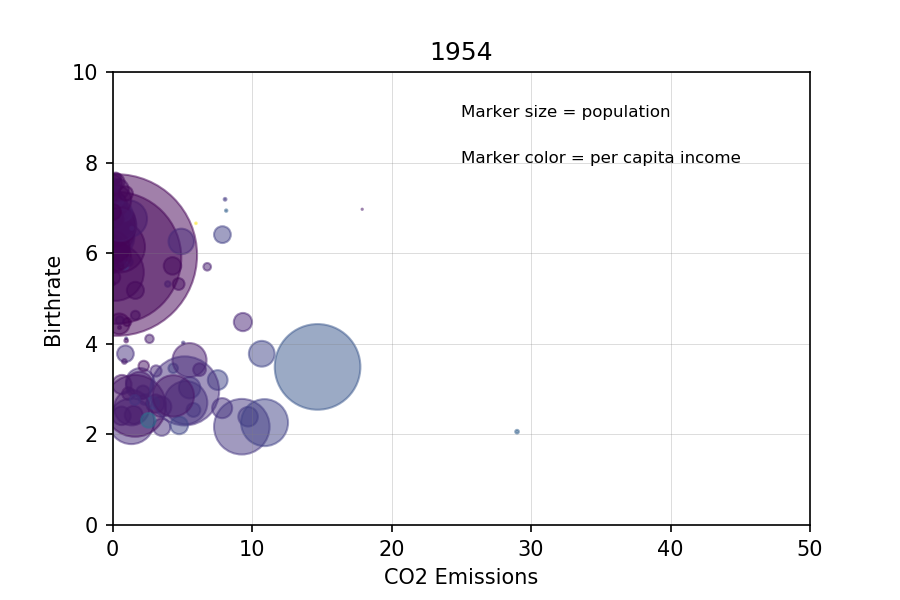 1954
10
Marker size = population
Marker color = per capita income
8
6
Birthrate
4
2
0
0 10 20 30 40 50
CO2 Emissions